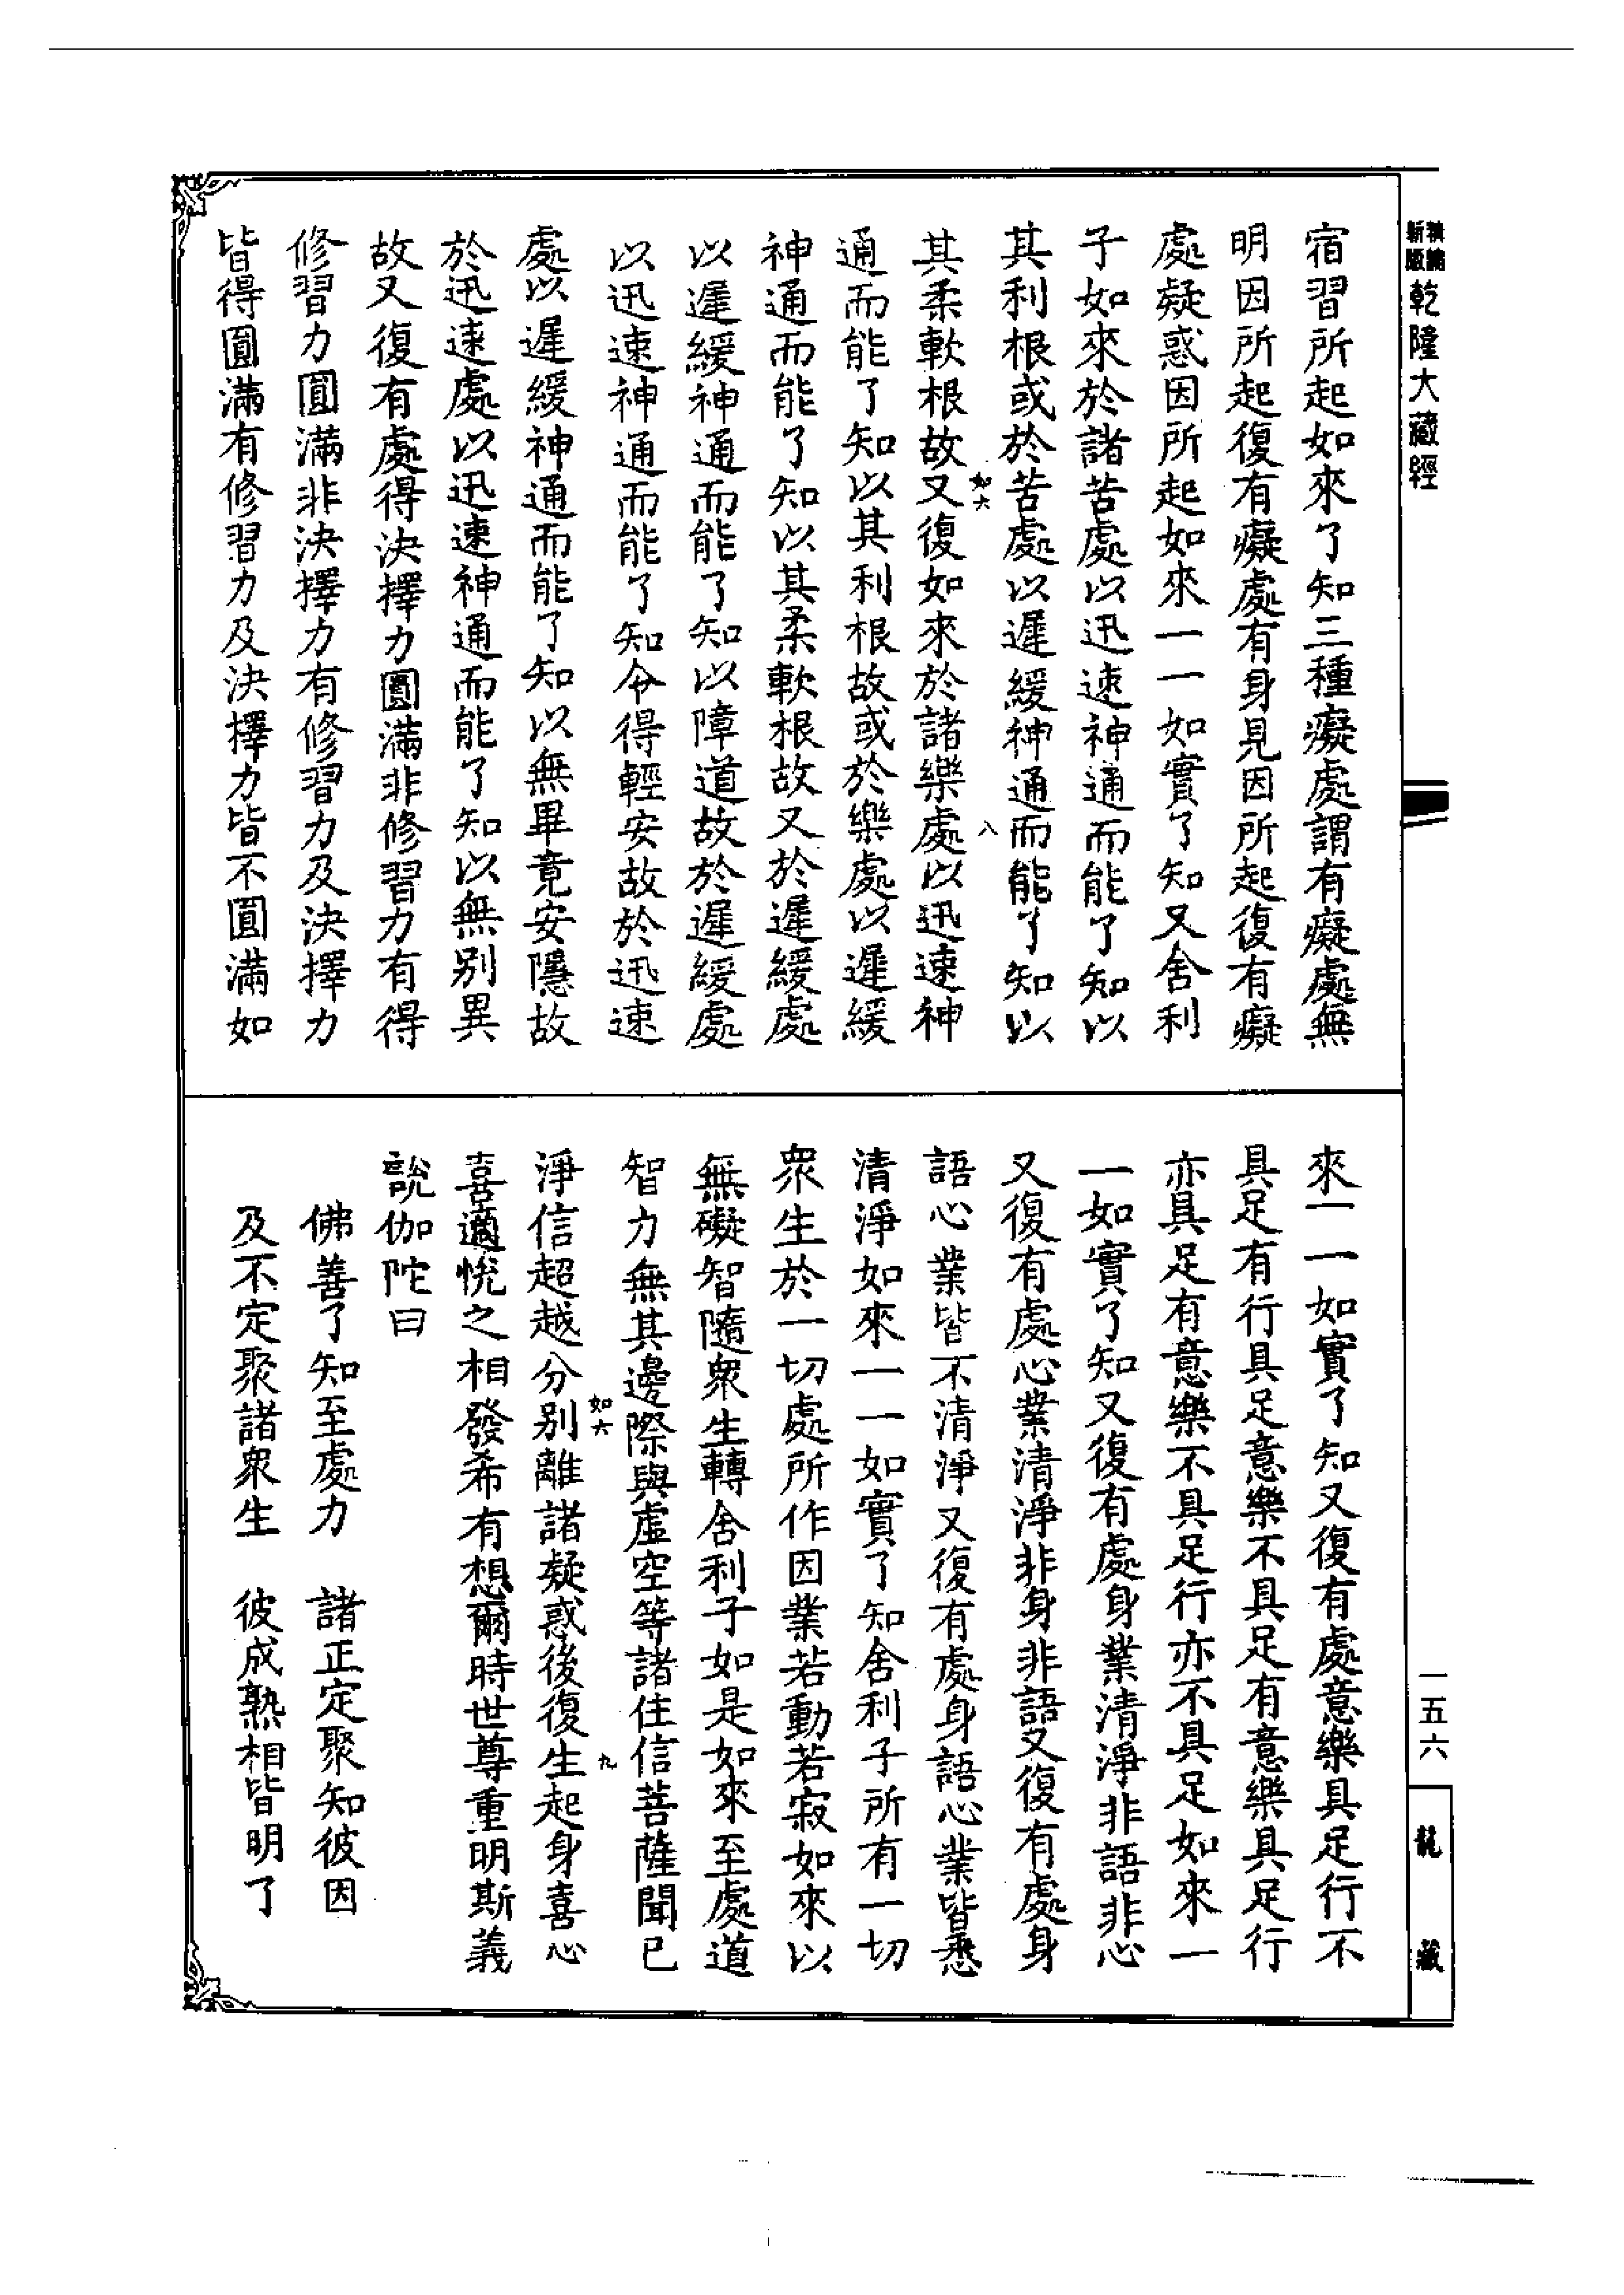 新版
精縮
乾隆大藏經
宿習所起如來了知三種癡處謂有癡處無
明因所起復有癡處有身見因所起復有癡
處疑惑因所起如來一一如實了知又舍利
子如來於諸苦處以迅速神通而能了知以
其利根或於苦處以遲緩神通而能了知以
其柔軟根故又復如來於諸樂處以迅速神
如六
八
通而能了知以其利根故或於樂處以遲緩
神通而能了知以其柔軟根故又於遲緩處
以遲緩神通而能了知以障道故於遲緩處
以迅速神通而能了知令得輕安故於迅速
處以遲緩神通而能了知以無畢竟安隱故
於迅速處以迅速神通而能了知以無別異
故又復有處得決擇力圓滿非修習力有得
修習力圓滿非決擇力有修習力及決擇力
皆得圓滿有修習力及決擇力皆不圓滿如
來一一如實了知又復有處意樂具足行不
具足有行具足意樂不具足有意樂具足行
亦具足有意樂不具足行亦不具足如來一
一如實了知又復有處身業清淨非語非心
又復有處心業清淨非身非語又復有處身
語心業皆不清淨又復有處身語心業皆悉
清淨如來一一如實了知舍利子所有一切
眾生於一切處所作因業若動若寂如來以
無礙智隨眾生轉舍利子如是如來至處道
智力無其邊際與虛空等諸住信菩薩聞已
如六
九
淨信超越分別離諸疑惑後復生起身喜心
喜適悅之相發希有想爾時世尊重明斯義
說伽陀曰
佛善了知至處力　諸正定聚知彼因
及不定聚諸眾生　彼成熟相皆明了
一五六
龍藏